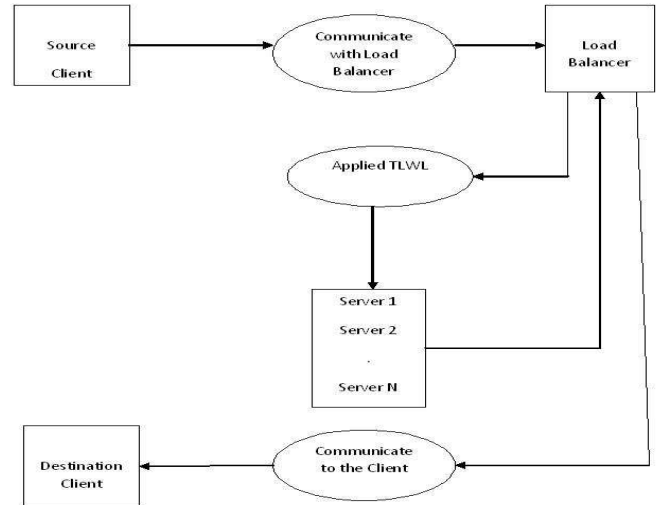 Source
Client
Communicate
with Load
Balancer
Load
Balancer
Applied TLWL
Server 1
Server 2
.
Server N
Destination
Client
Communicate
to the Client